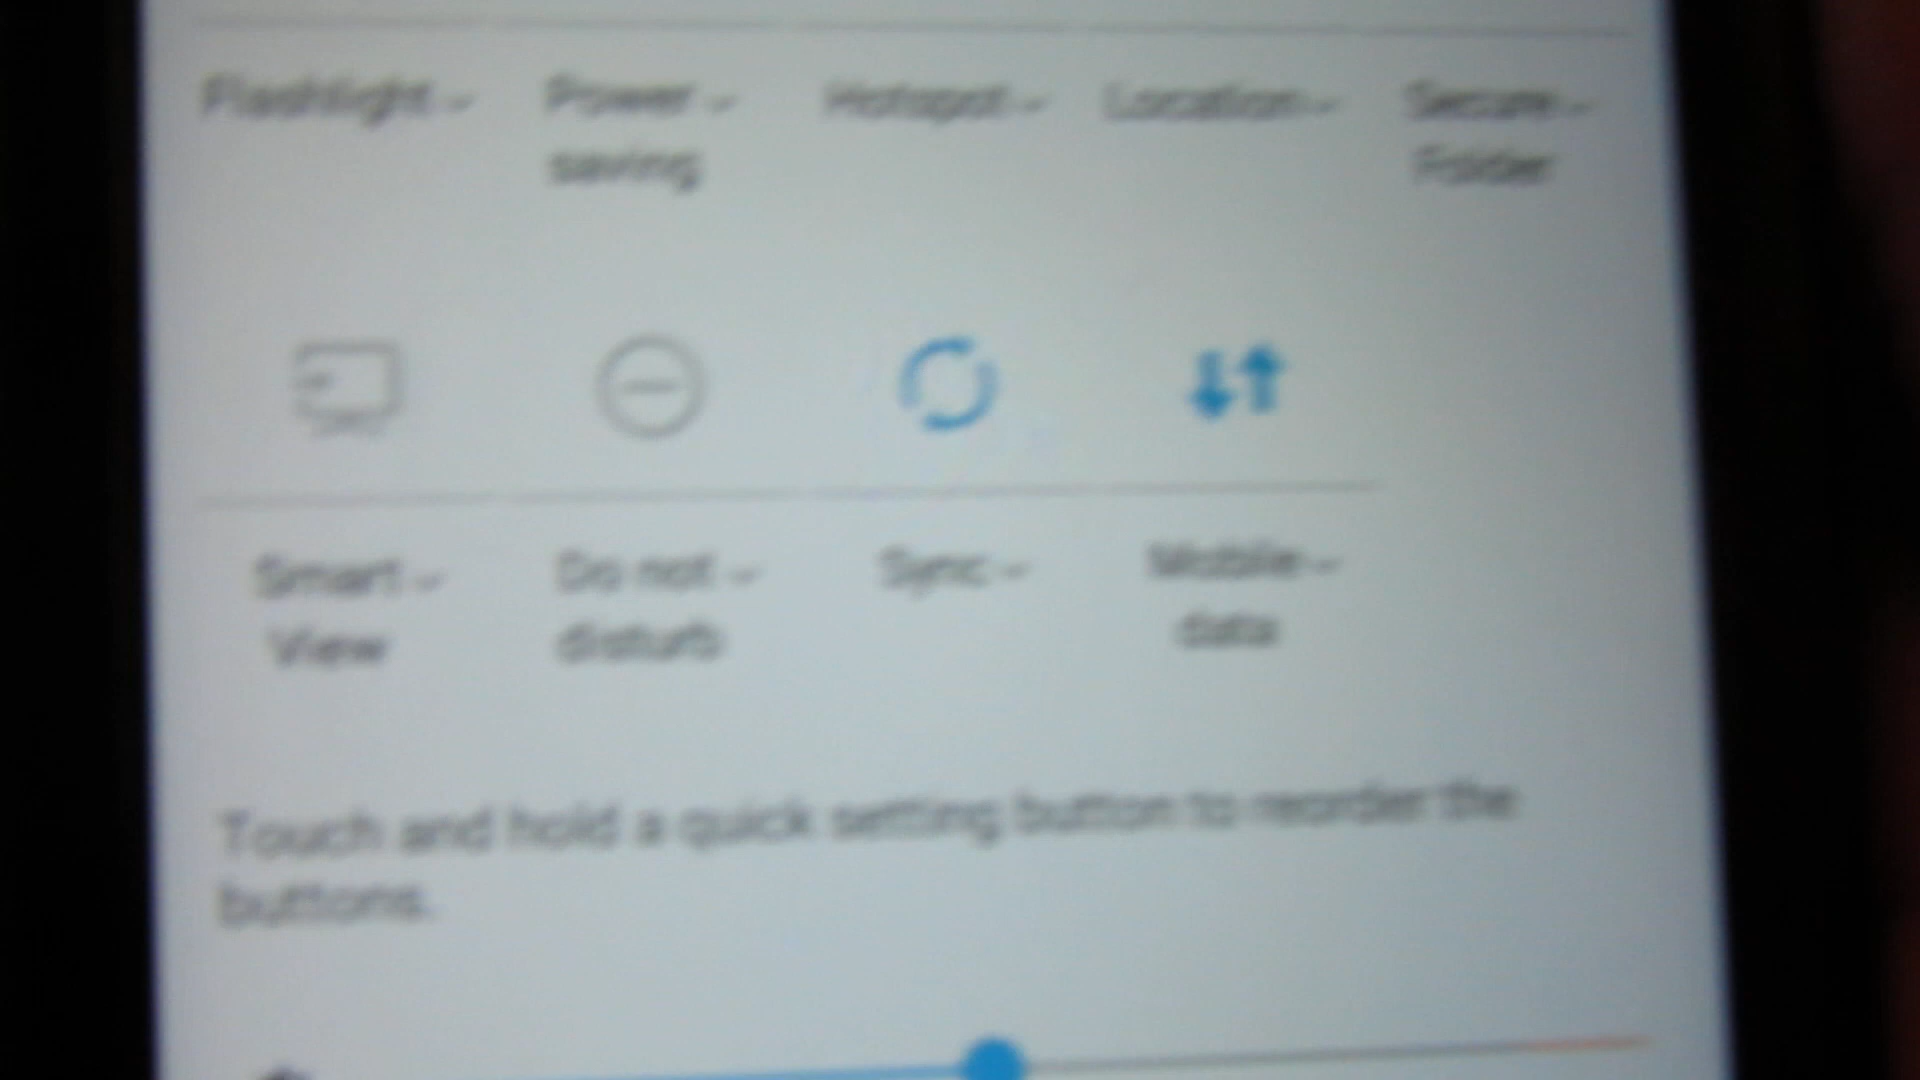 Flashlight Power Hotspot Location Secure
saving Folder
Smart Do not Sync Mobile
View disturb data
Touch and hold a quick setting button to reorder the
buttons.